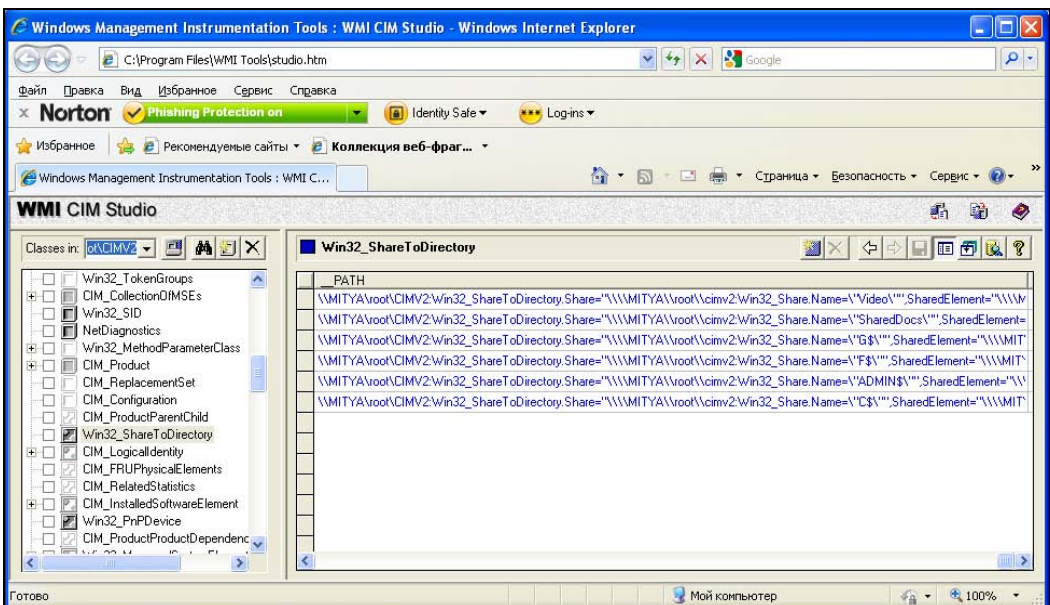 Windows Management Instrumentation Tools : WMI CIM Studio - Windows Internet Explorer
C:\Program Files\WMI Tools\studio.htm
Google
Файл Правка Вид Избранное Сервис Справка
x Norton Phishing Protection on Identity Safe Log-ins
Избранное Рекомендуемые сайты Коллекция веб-фраг...
Windows Management Instrumentation Tools : WMI C... Страница Безопасность Сервис »
WMI CIM Studio
Classes in: ot\CIMV2
Win32_ShareToDirectory
Win32_TokenGroups
CIM_CollectionOfMSEs
Win32_SID
NetDiagnostics
Win32_MethodParameterClass
CIM_Product
CIM_ReplacementSet
CIM_Configuration
CIM_ProductParentChild
Win32_ShareToDirectory
CIM_LogicalIdentity
CIM_FRUPhysicalElements
CIM_RelatedStatistics
CIM_InstalledSoftwareElement
Win32_PnPDevice
CIM_ProductProductDependenc
__PATH
\\MITYA\root\CIMV2:Win32_ShareToDirectory.Share="\\\\MITYA\\root\\cimv2:Win32_Share.Name=\"Video\"",SharedElement="\\\\M
\\MITYA\root\CIMV2:Win32_ShareToDirectory.Share="\\\\MITYA\\root\\cimv2:Win32_Share.Name=\"SharedDocs\"",SharedElement=
\\MITYA\root\CIMV2:Win32_ShareToDirectory.Share="\\\\MITYA\\root\\cimv2:Win32_Share.Name=\"G$\"",SharedElement="\\\\MIT
\\MITYA\root\CIMV2:Win32_ShareToDirectory.Share="\\\\MITYA\\root\\cimv2:Win32_Share.Name=\"F$\"",SharedElement="\\\\MIT
\\MITYA\root\CIMV2:Win32_ShareToDirectory.Share="\\\\MITYA\\root\\cimv2:Win32_Share.Name=\"ADMIN$\"",SharedElement="\\\
\\MITYA\root\CIMV2:Win32_ShareToDirectory.Share="\\\\MITYA\\root\\cimv2:Win32_Share.Name=\"C$\"",SharedElement="\\\\MIT
Готово Мой компьютер 100%